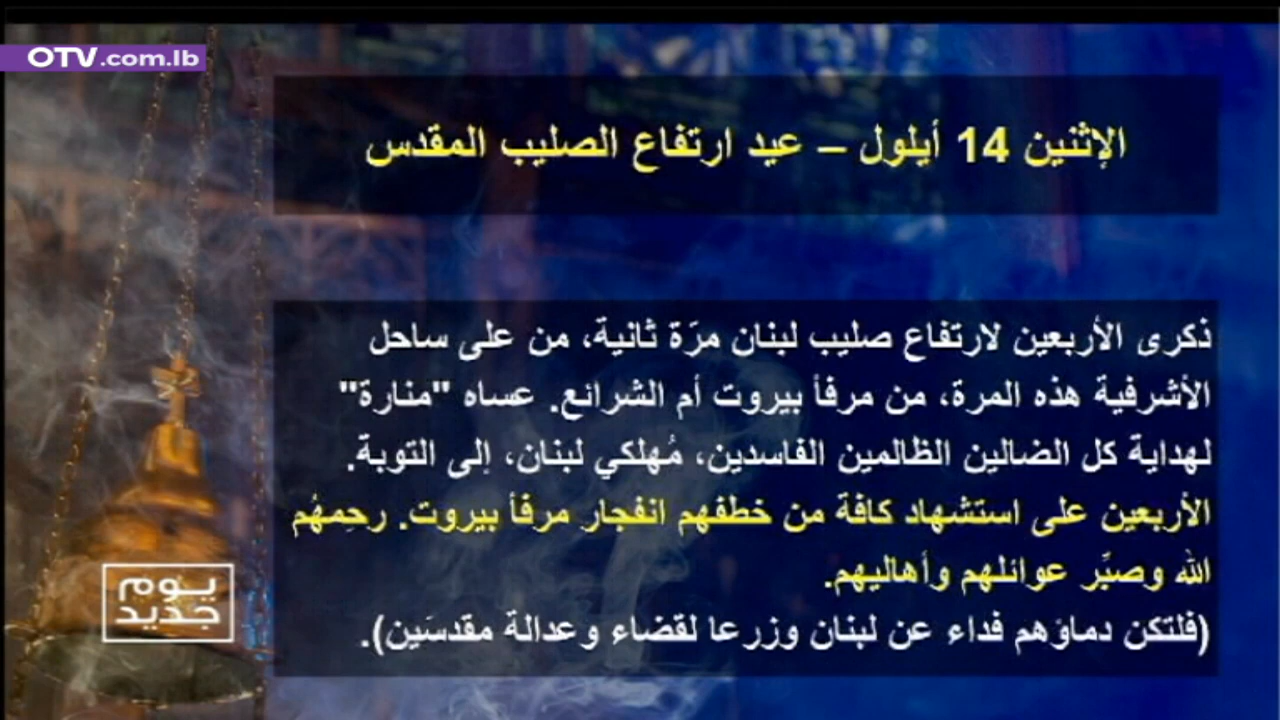 OTV.com.lb
الإثنين 14 أيلول – عيد ارتفاع الصليب المقدس
ذكرى الأربعين لارتفاع صليب لبنان مرّة ثانية، من على ساحل
الأشرفية هذه المرة، من مرفأ بيروت أم الشرائع. عساه "منارة"
لهداية كل الضالين الظالمين الفاسدين، مُهلكي لبنان، إلى التوبة.
الأربعين على استشهاد كافة من خطفهم انفجار مرفأ بيروت. رحِمهُم
الله وصبِّر عوائلهم وأهاليهم.
(فلتكن دماؤهم فداء عن لبنان وزرعا لقضاء وعدالة مقدسَين).
يوم
جديد